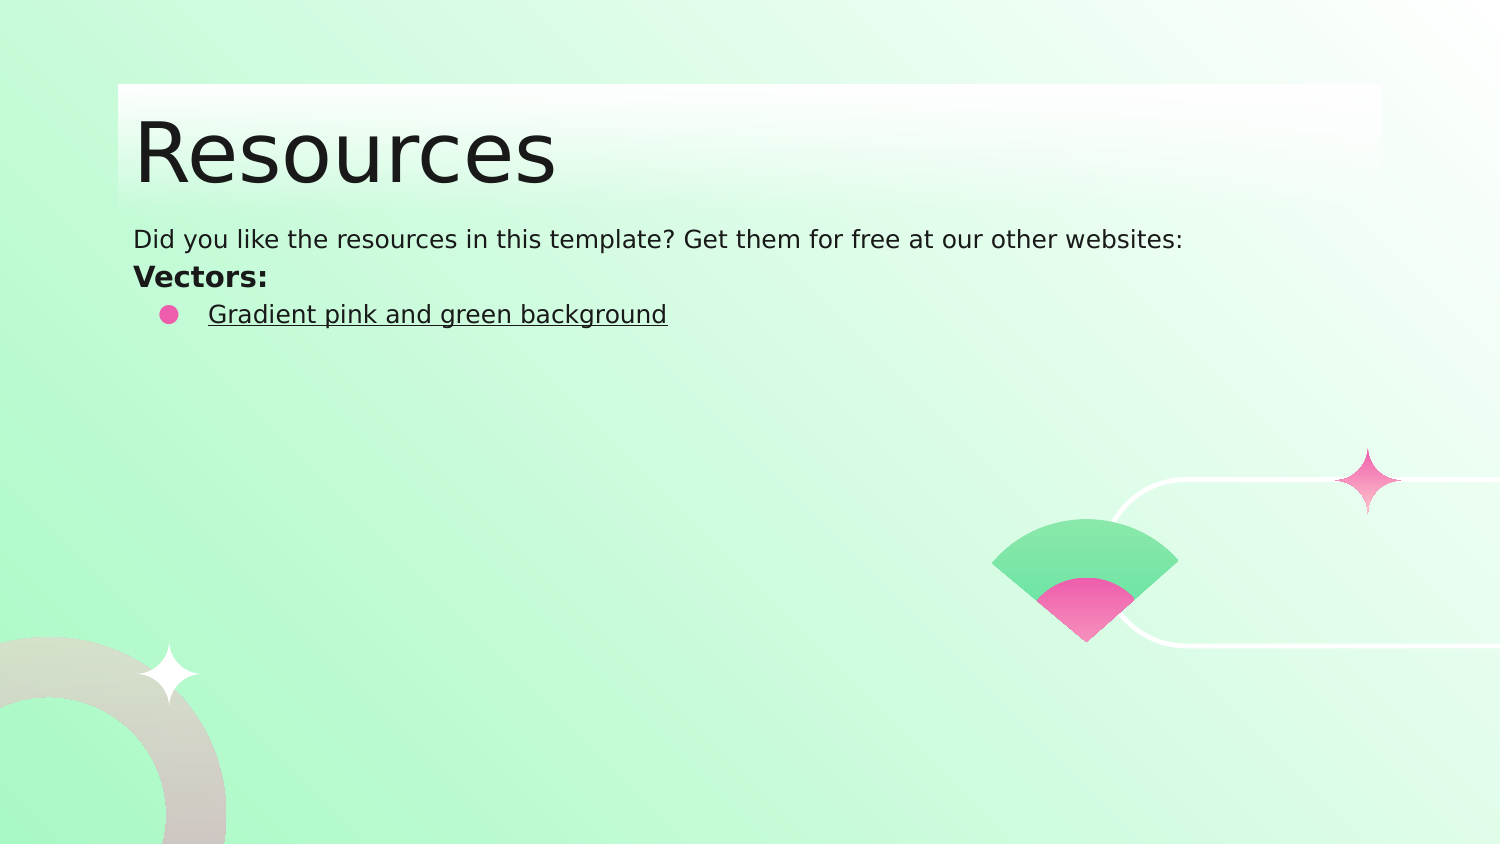 Resources
Did you like the resources in this template? Get them for free at our other websites:
Vectors:
● Gradient pink and green background